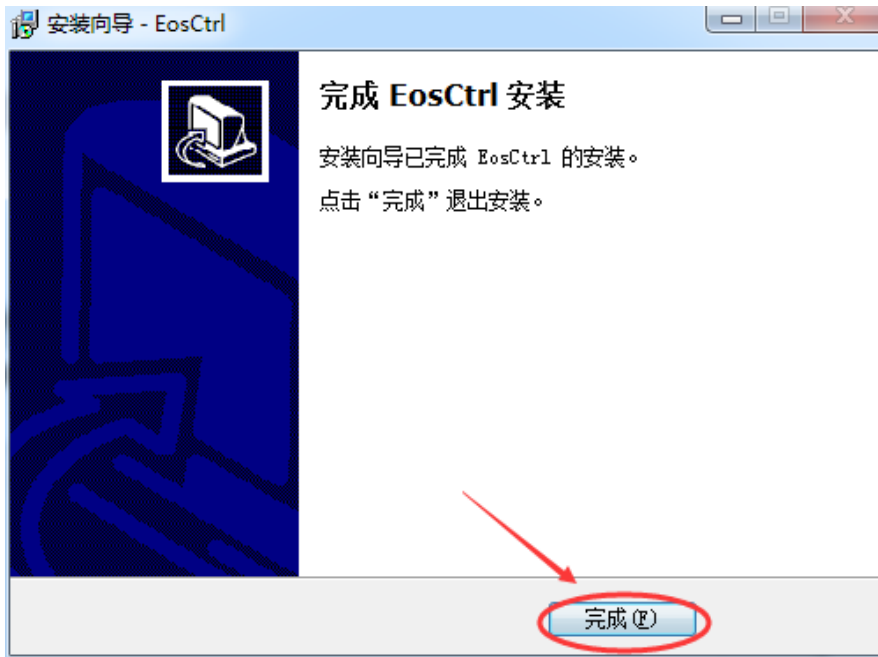 安装向导 - EosCtrl
完成 EosCtrl 安装
安装向导已完成 EosCtrl 的安装。
点击“完成”退出安装。
完成(F)